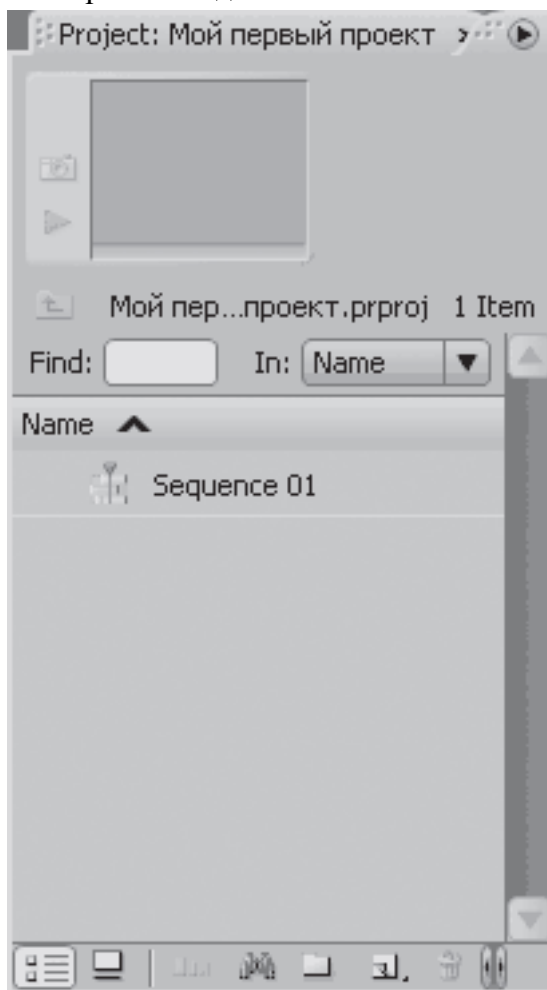 Project: Мой первый проект
Мой пер...проект.prproj 1 Item
Find: In: Name
Name
Sequence 01